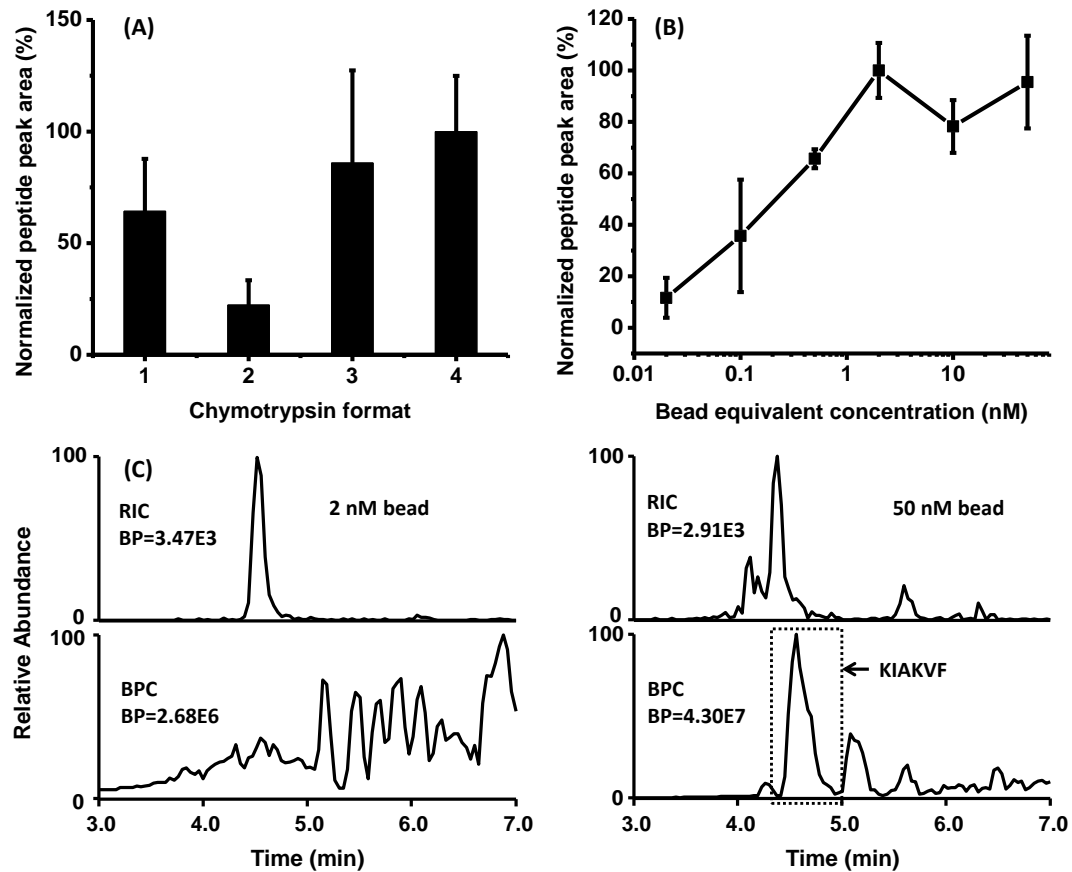 (A)
Normalized peptide peak area (%)
150
100
50
0
1 2 3 4
Chymotrypsin format
(B)
Normalized peptide peak area (%)
120
100
80
60
40
20
0
0.01 0.1 1 10
Bead equivalent concentration (nM)
(C)
Relative Abundance
100
RIC
BP=3.47E3
2 nM bead
0
100
BPC
BP=2.68E6
0
3.0 4.0 5.0 6.0 7.0
Time (min)
100
RIC
BP=2.91E3
50 nM bead
0
100
BPC
BP=4.30E7
KIAKVF
0
3.0 4.0 5.0 6.0 7.0
Time (min)